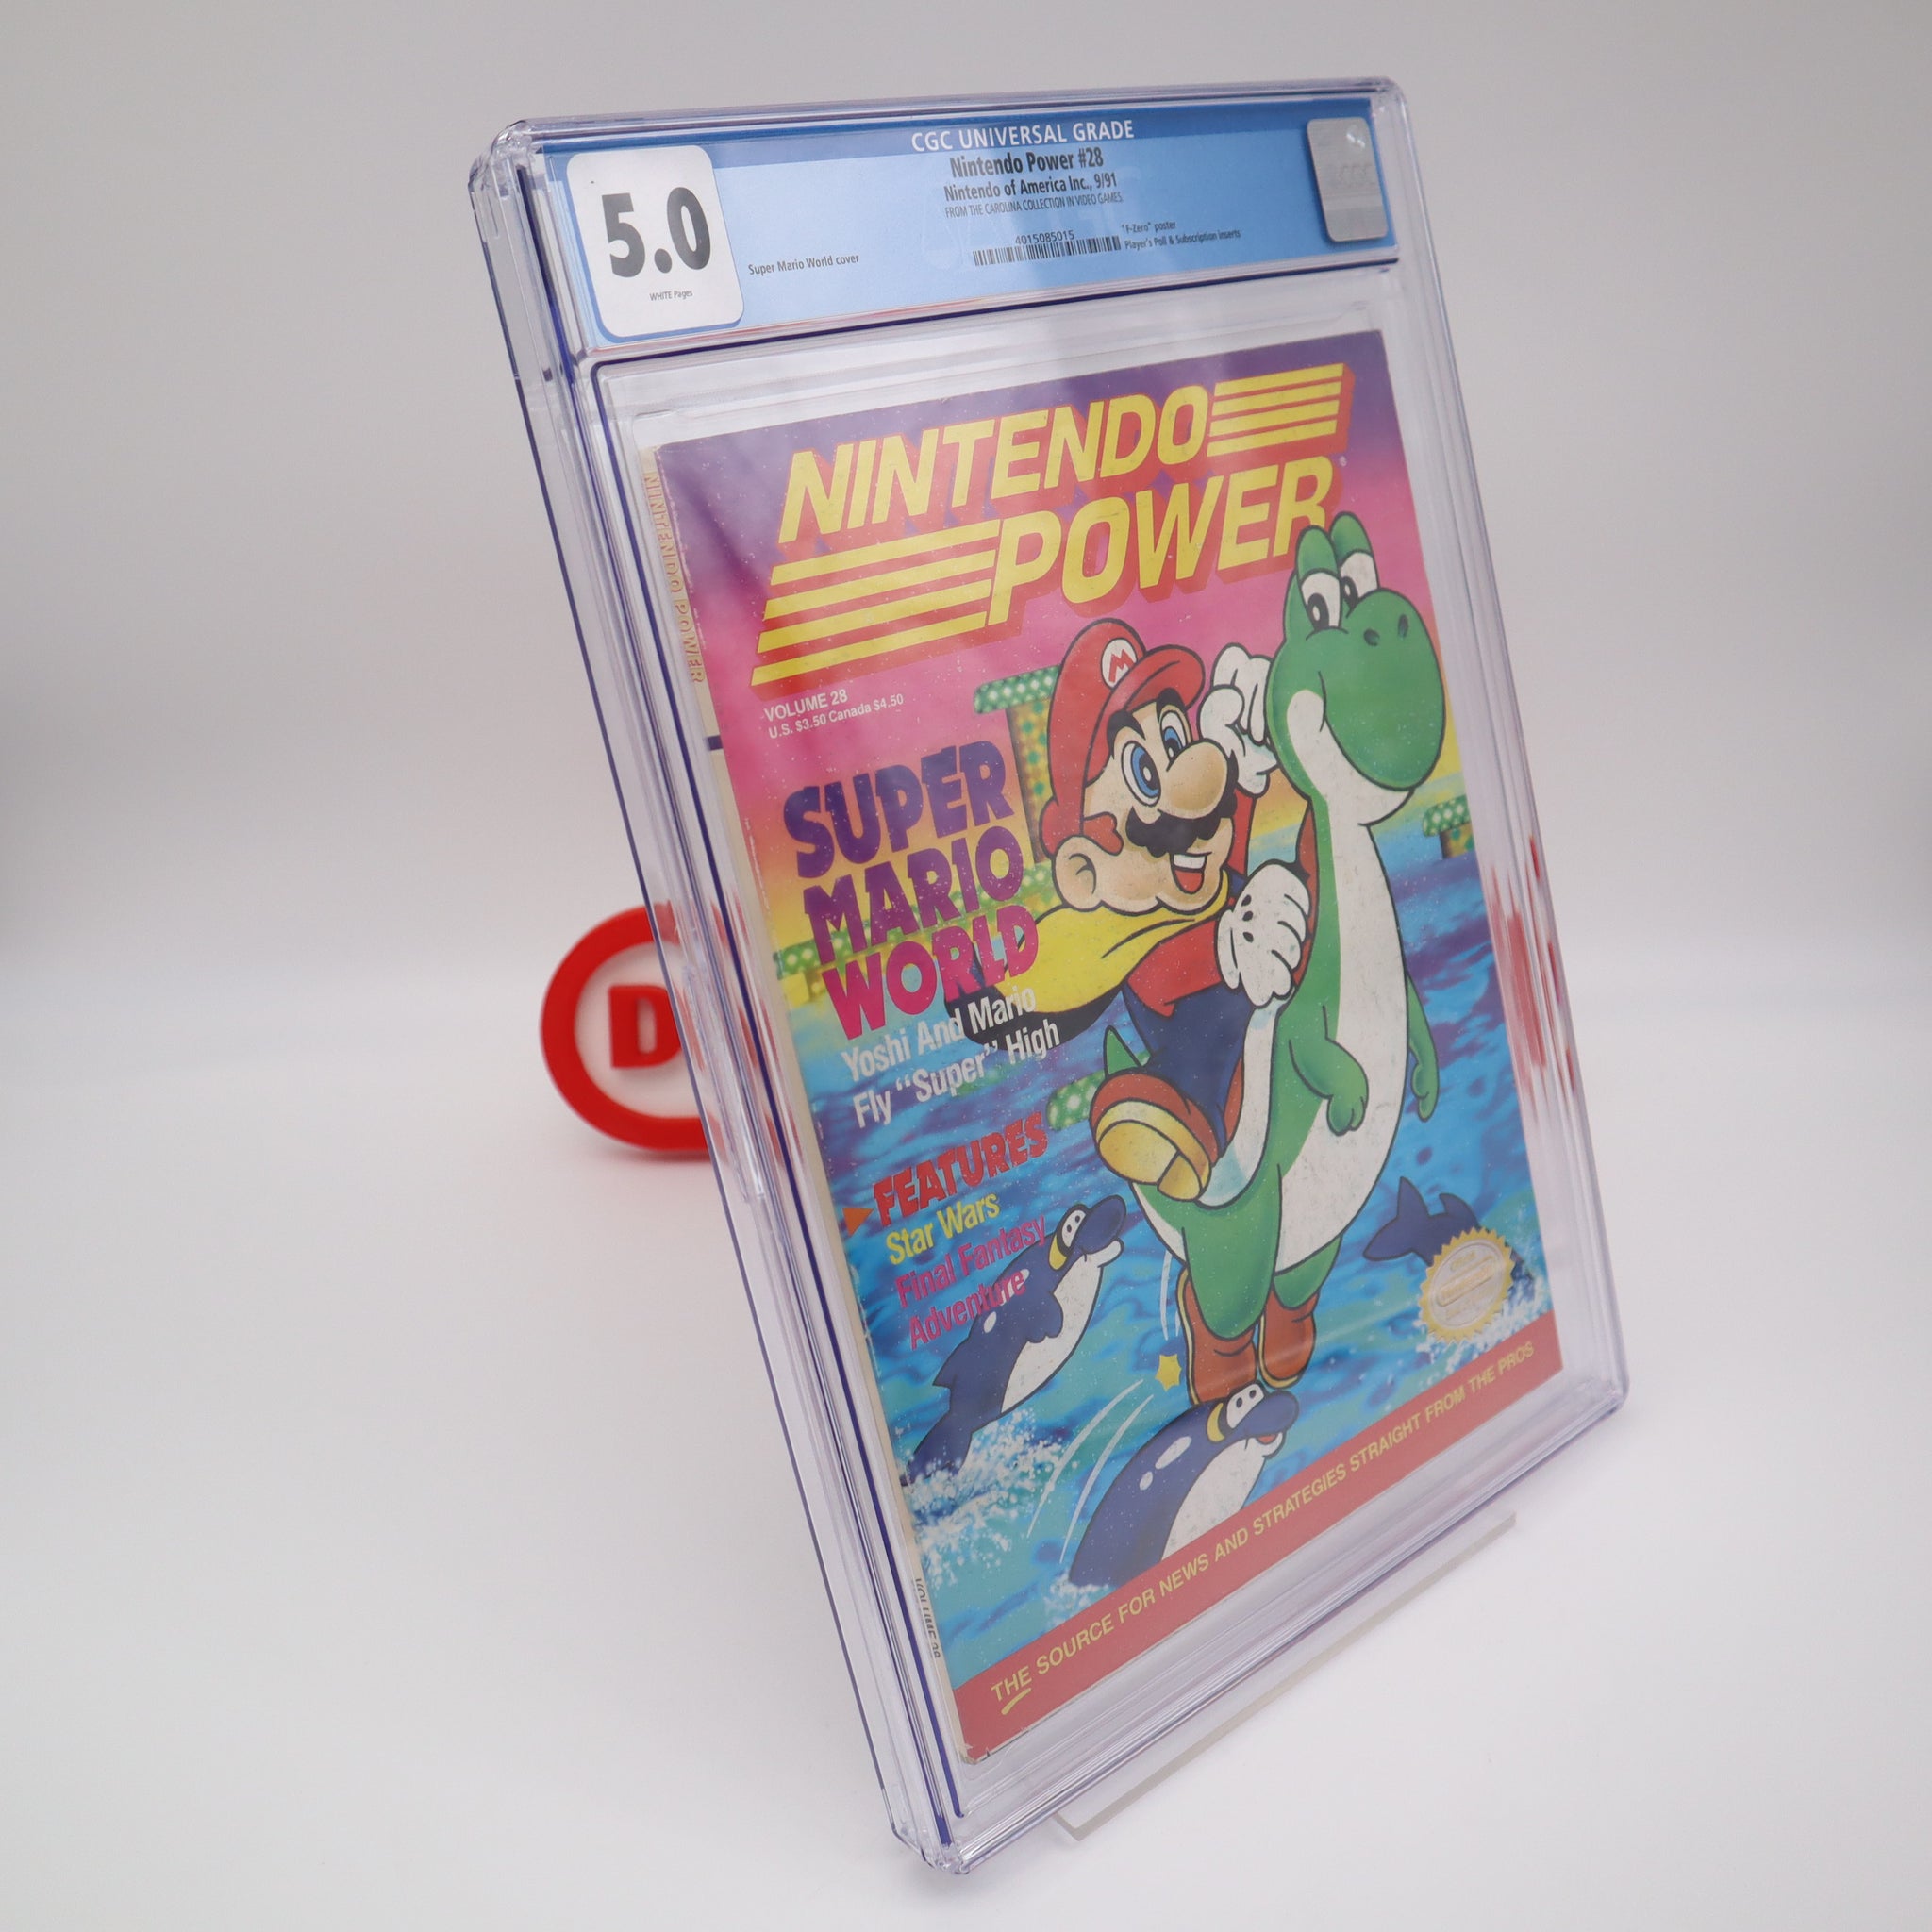 CGC UNIVERSAL GRADE
5.0
WHITE Pages
Nintendo Power #28
Nintendo of America Inc., 9/91
FROM THE CAROLINA COLLECTION IN VIDEO GAMES.
Super Mario World cover
4015085015
"F-Zero" poster
Player's Poll & Subscription inserts
CGC
NINTENDO
POWER
NINTENDO POWER
VOLUME 28
U.S. $3.50 Canada $4.50
M
SUPER
MARIO
WORLD
Yoshi And Mario
Fly “Super” High
FEATURES
Star Wars
Final Fantasy
Adventure
D
VOLUME 28
THE SOURCE FOR NEWS AND STRATEGIES STRAIGHT FROM THE PROS